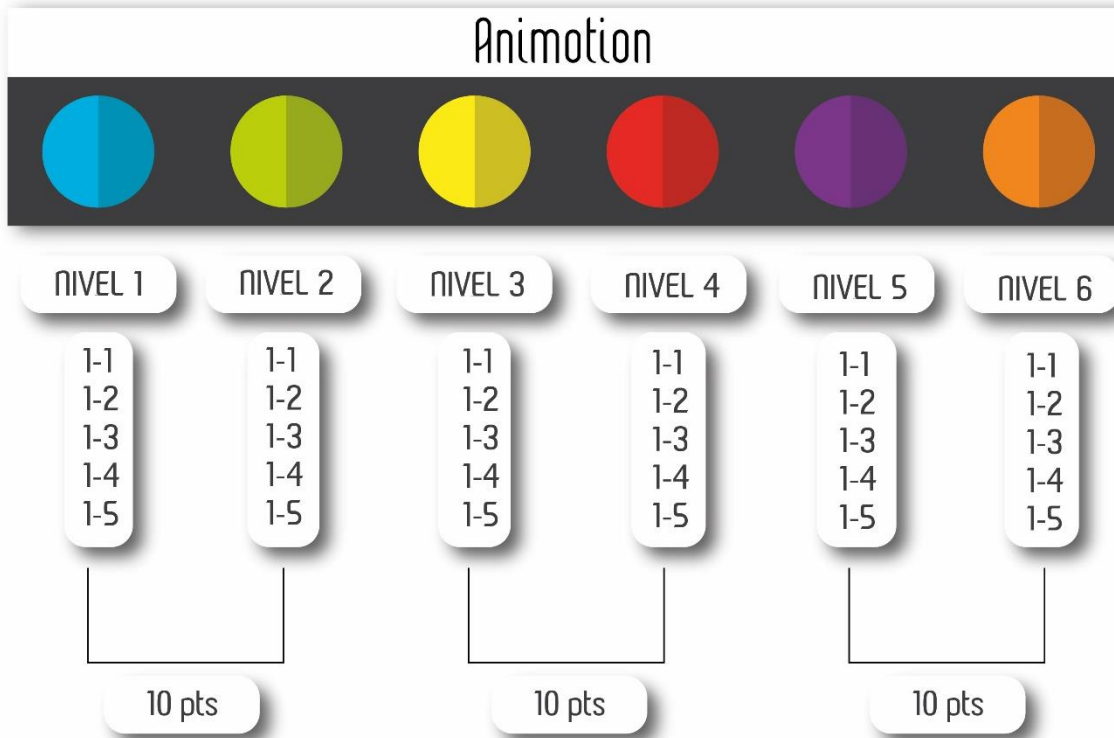 Animotion
NIVEL 1 NIVEL 2 NIVEL 3 NIVEL 4 NIVEL 5 NIVEL 6
1-1 1-1 1-1 1-1 1-1 1-1
1-2 1-2 1-2 1-2 1-2 1-2
1-3 1-3 1-3 1-3 1-3 1-3
1-4 1-4 1-4 1-4 1-4 1-4
1-5 1-5 1-5 1-5 1-5 1-5
10 pts 10 pts 10 pts